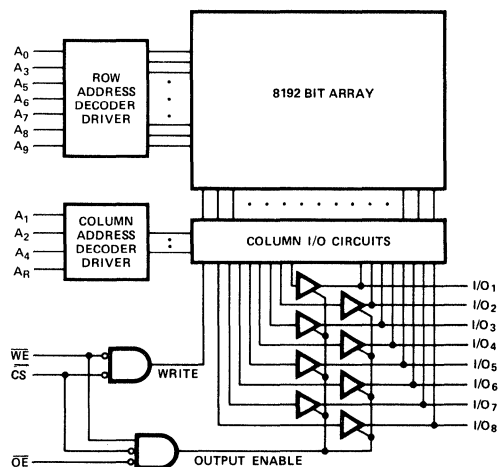 A0
A3
A5
A6
A7
A8
A9
ROW
ADDRESS
DECODER
DRIVER
8192 BIT ARRAY
A1
A2
A4
AR
COLUMN
ADDRESS
DECODER
DRIVER
COLUMN I/O CIRCUITS
I/O1
I/O2
I/O3
I/O4
I/O5
I/O6
I/O7
I/O8
WE
CS
WRITE
OE
OUTPUT ENABLE